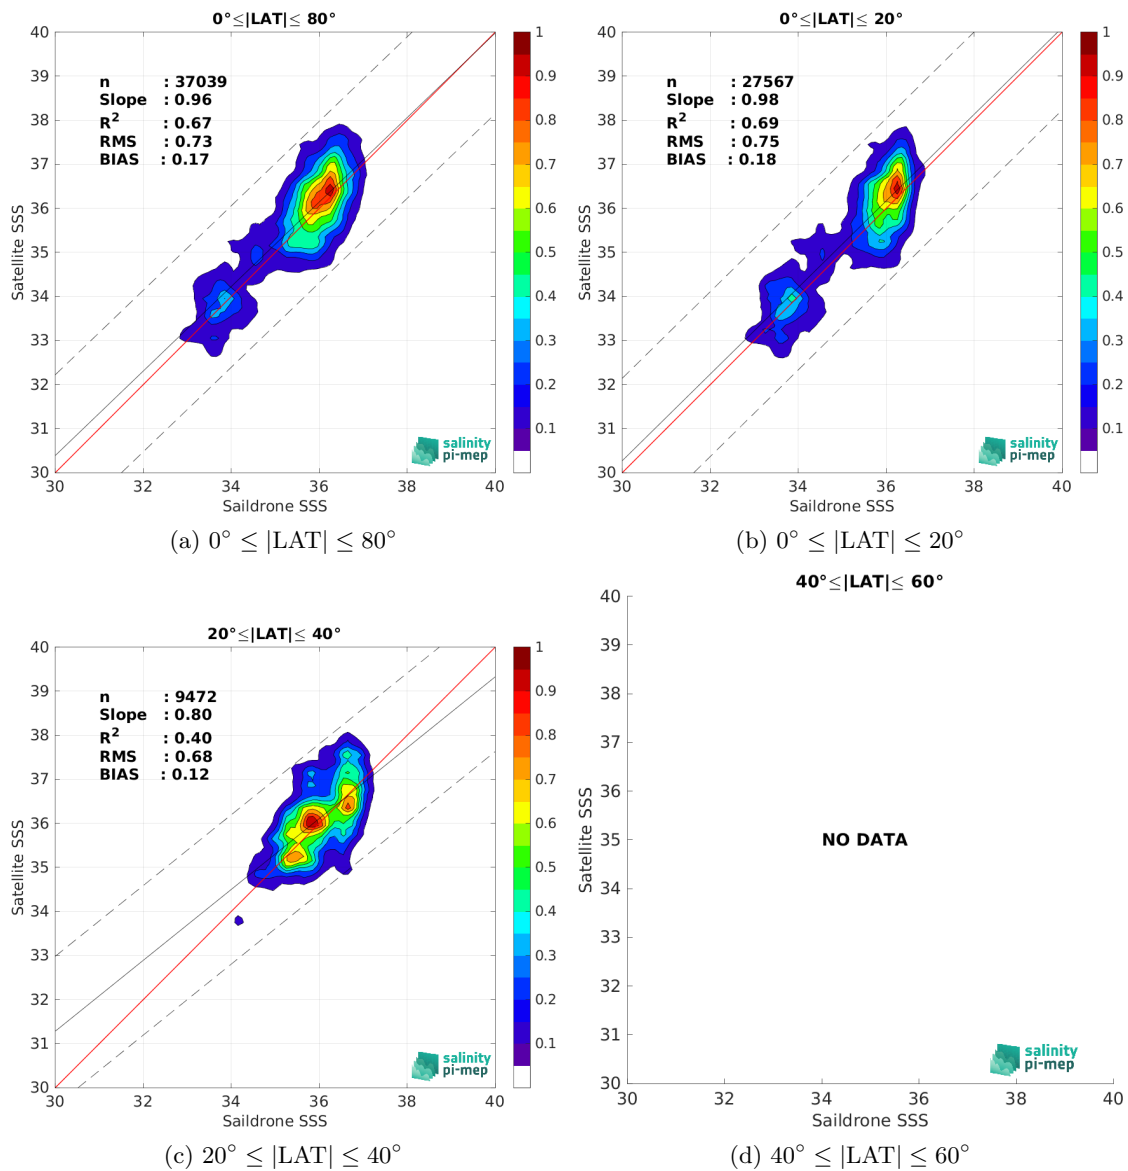 0°≤|LAT|≤ 80°
40
39
38
37
36
35
34
33
32
31
30
Satellite SSS
n : 37039
Slope : 0.96
R² : 0.67
RMS : 0.73
BIAS : 0.17
1
0.9
0.8
0.7
0.6
0.5
0.4
0.3
0.2
0.1
salinity
pi-mep
30 32 34 36 38 40
Saildrone SSS
(a) 0° ≤ |LAT| ≤ 80°
0°≤|LAT|≤ 20°
40
39
38
37
36
35
34
33
32
31
30
Satellite SSS
n : 27567
Slope : 0.98
R² : 0.69
RMS : 0.75
BIAS : 0.18
1
0.9
0.8
0.7
0.6
0.5
0.4
0.3
0.2
0.1
salinity
pi-mep
30 32 34 36 38 40
Saildrone SSS
(b) 0° ≤ |LAT| ≤ 20°
20°≤|LAT|≤ 40°
40
39
38
37
36
35
34
33
32
31
30
Satellite SSS
n : 9472
Slope : 0.80
R² : 0.40
RMS : 0.68
BIAS : 0.12
1
0.9
0.8
0.7
0.6
0.5
0.4
0.3
0.2
0.1
salinity
pi-mep
30 32 34 36 38 40
Saildrone SSS
(c) 20° ≤ |LAT| ≤ 40°
40°≤|LAT|≤ 60°
40
39
38
37
36
35
34
33
32
31
30
Satellite SSS
NO DATA
salinity
pi-mep
30 32 34 36 38 40
Saildrone SSS
(d) 40° ≤ |LAT| ≤ 60°